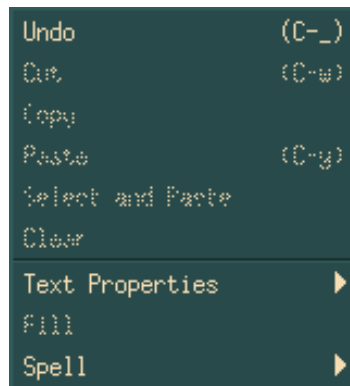 Undo (C-_)
Cut (C-w)
Copy
Paste (C-y)
Select and Paste
Clear
Text Properties
Fill
Spell